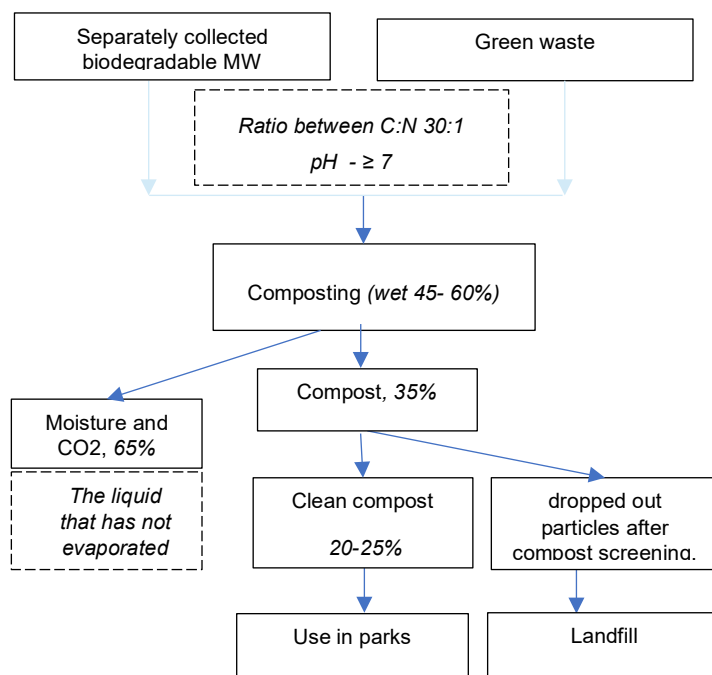 Separately collected
biodegradable MW
Green waste
Ratio between C:N 30:1
pH - ≥ 7
Composting (wet 45- 60%)
Moisture and
CO2, 65%
Compost, 35%
The liquid
that has not
evaporated
Clean compost
20-25%
dropped out
particles after
compost screening.
Use in parks
Landfill